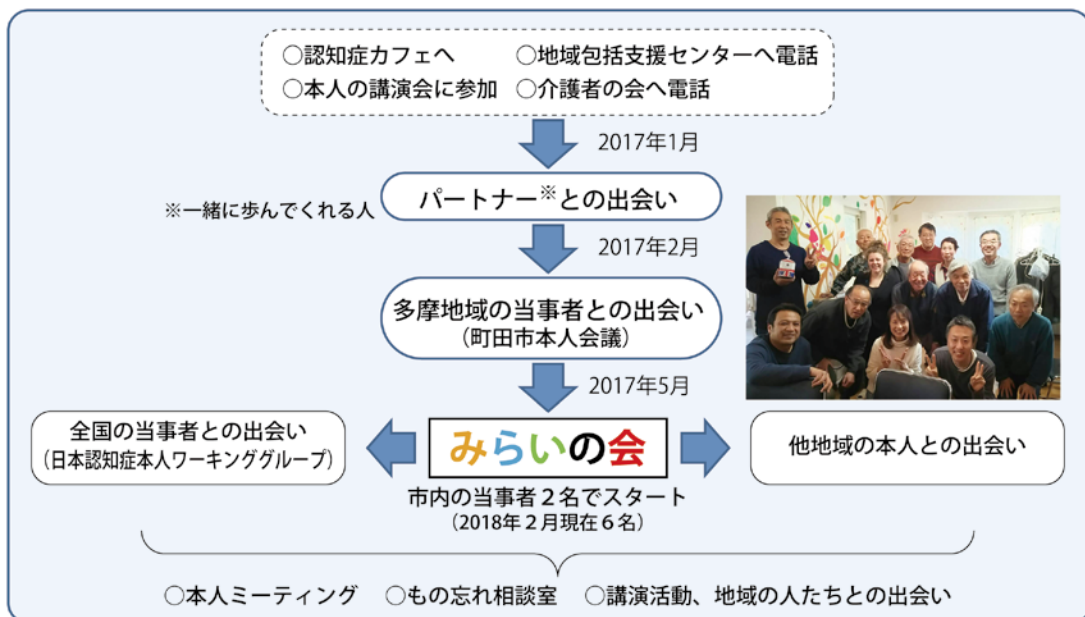 ○認知症カフェへ ○地域包括支援センターへ電話
○本人の講演会に参加 ○介護者の会へ電話
2017年1月
パートナー※との出会い
※一緒に歩んでくれる人
2017年2月
多摩地域の当事者との出会い
（町田市本人会議）
2017年5月
全国の当事者との出会い
（日本認知症本人ワーキンググループ）
みらいの会
他地域の本人との出会い
市内の当事者２名でスタート
（2018年２月現在６名）
○本人ミーティング ○もの忘れ相談室 ○講演活動、地域の人たちとの出会い